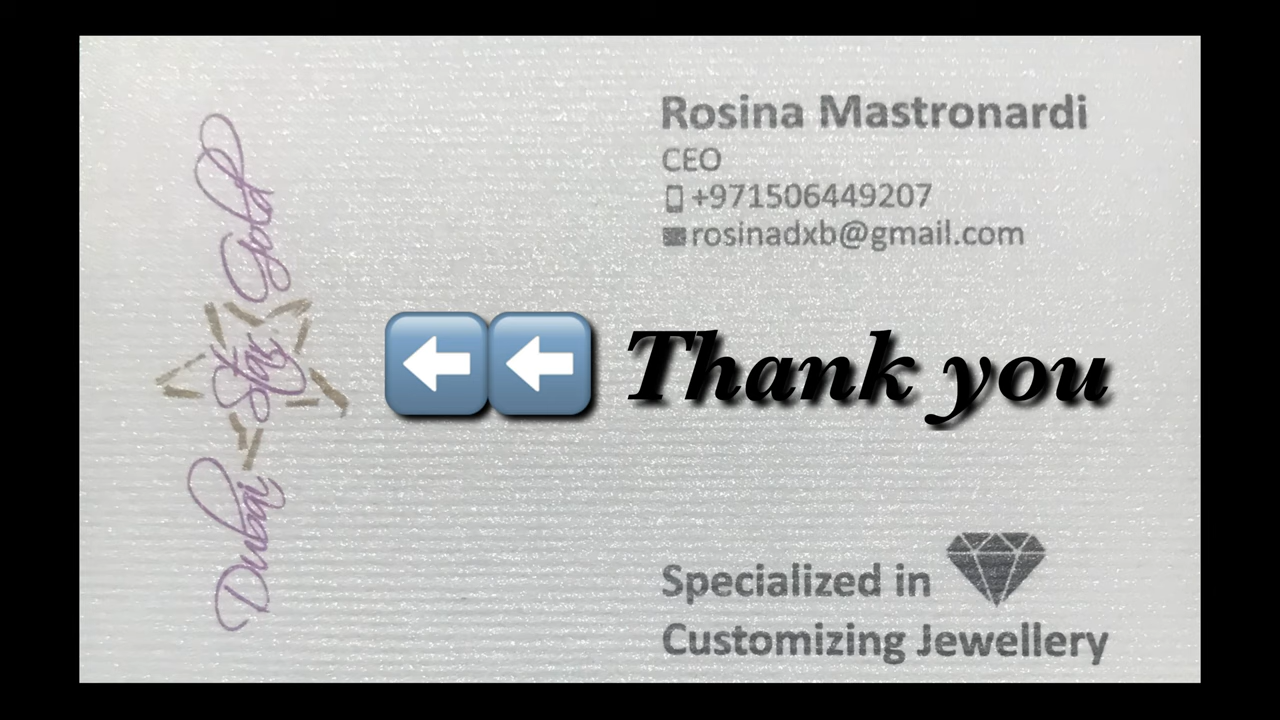 Dubai Star Gold
Rosina Mastronardi
CEO
+971506449207
rosinadxb@gmail.com
Thank you
Specialized in
Customizing Jewellery